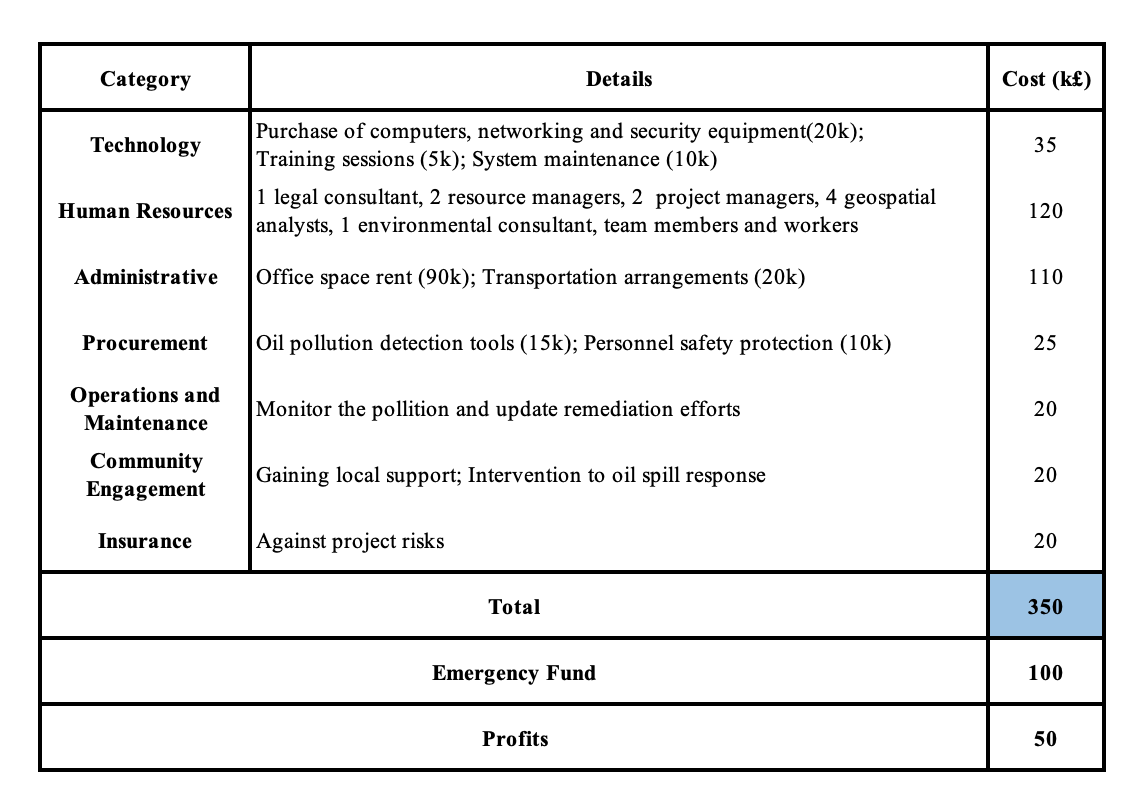 Category Details Cost (k£)
Technology
Purchase of computers, networking and security equipment(20k);
Training sessions (5k); System maintenance (10k)
35
Human Resources
1 legal consultant, 2 resource managers, 2 project managers, 4 geospatial
analysts, 1 environmental consultant, team members and workers
120
Administrative
Office space rent (90k); Transportation arrangements (20k)
110
Procurement
Oil pollution detection tools (15k); Personnel safety protection (10k)
25
Operations and
Maintenance
Monitor the pollition and update remediation efforts
20
Community
Engagement
Gaining local support; Intervention to oil spill response
20
Insurance
Against project risks
20
Total 350
Emergency Fund 100
Profits 50